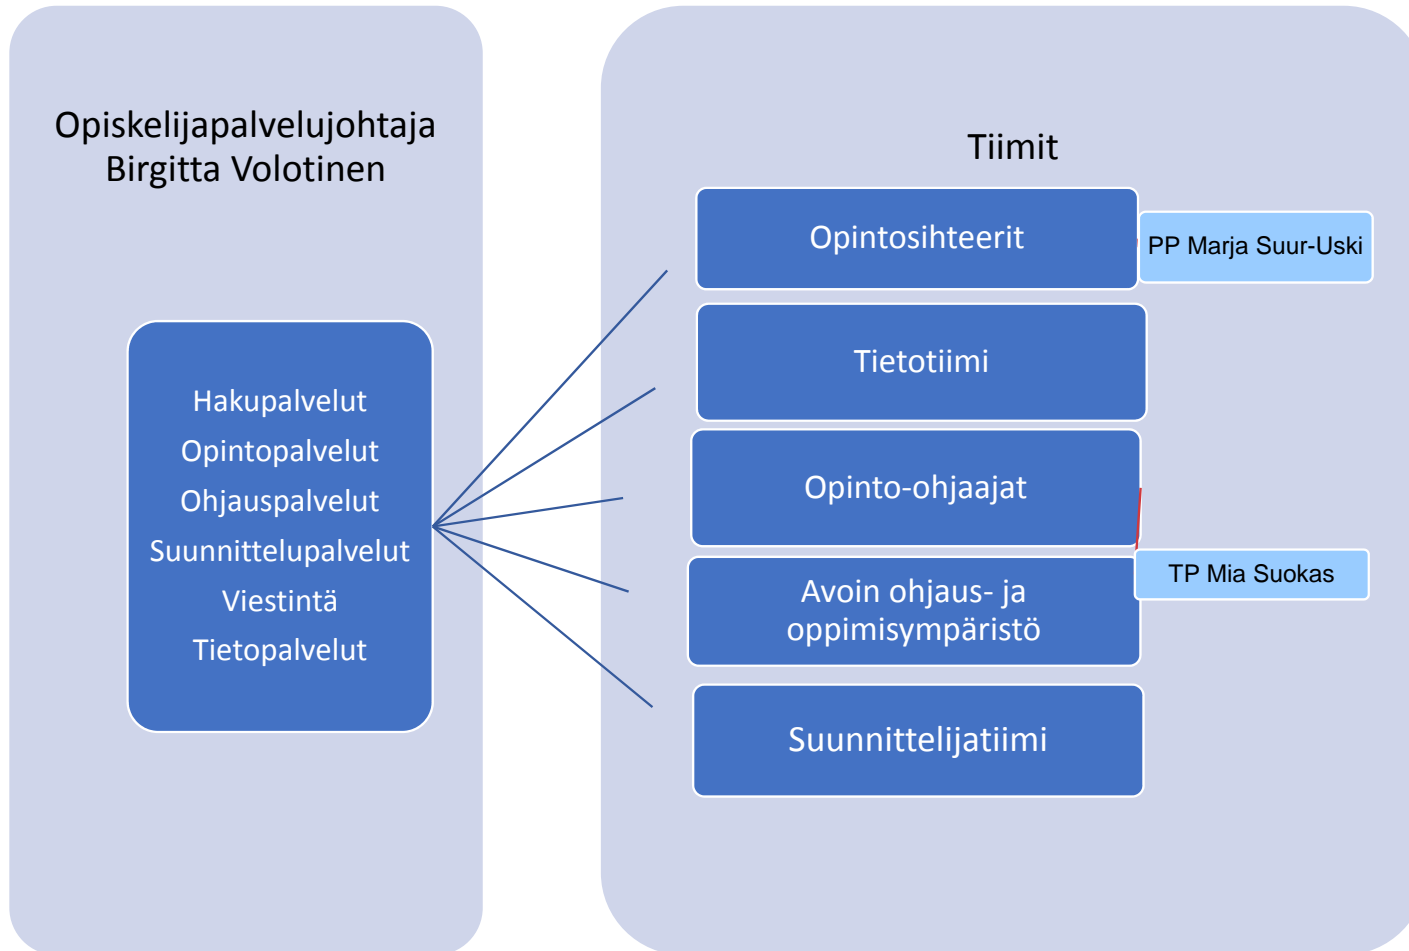 Opiskelijapalvelujohtaja
Birgitta Volotinen
Hakupalvelut
Opintopalvelut
Ohjauspalvelut
Suunnittelupalvelut
Viestintä
Tietopalvelut
Tiimit
Opintosihteerit
PP Marja Suur-Uski
Tietotiimi
Opinto-ohjaajat
TP Mia Suokas
Avoin ohjaus- ja
oppimisympäristö
Suunnittelijatiimi